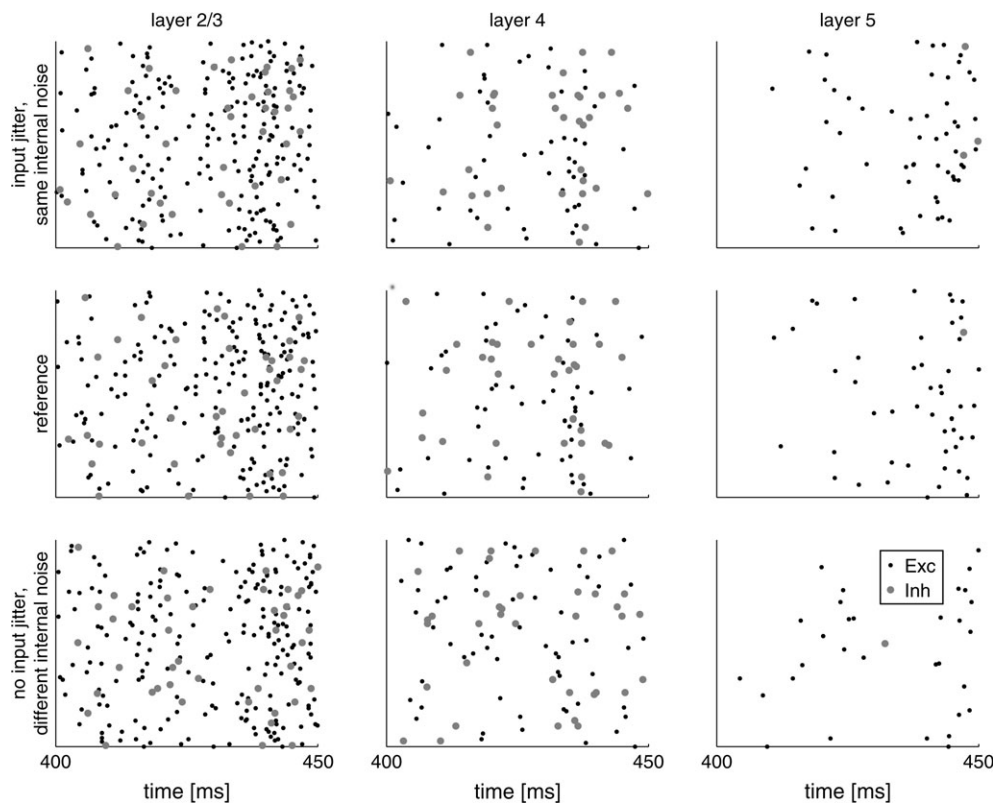 layer 2/3
layer 4
layer 5
input jitter,
same internal noise
reference
no input jitter,
different internal noise
Exc
Inh
400
450
400
450
400
450
time [ms]
time [ms]
time [ms]